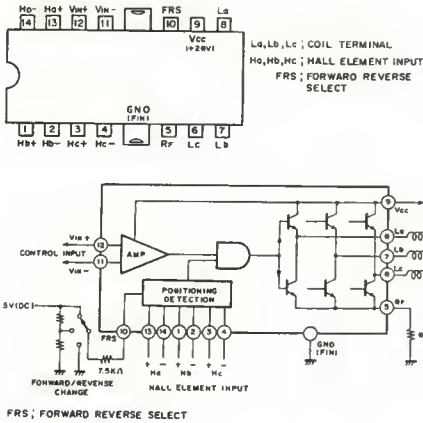 Ha- Ha+ VIN+ VIN- FRS La
14 13 12 11 10 9 8
Vcc
(+28V)
GNO
(FIN)
1 2 3 4 5 6 7
Hb+ Hb- Hc+ Hc- RF Lc Lb
La,Lb,Lc; COIL TERMINAL
Ha,Hb,Hc; HALL ELEMENT INPUT
FRS; FORWARD REVERSE
SELECT
VIN+
12
CONTROL INPUT
11
VIN-
AMP
POSITIONING
DETECTION
9
Vcc
La
8
Lb
7
Lc
6
RF
5
R
5V(DC)
FRS
10 13 14 1 2 3 4
7.5KΩ
+ - + - + -
Ha Hb Hc
GND
(FIN)
FORWARD/REVERSE
CHANGE
HALL ELEMENT INPUT
FRS; FORWARD REVERSE SELECT